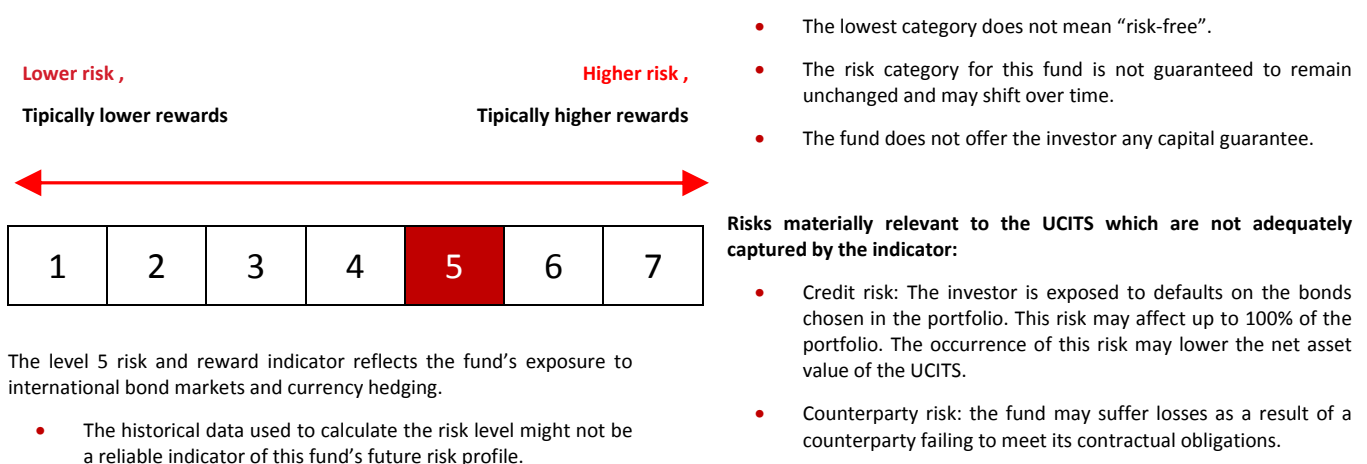 Lower risk ,
Higher risk ,
Tipically lower rewards
Tipically higher rewards
1 2 3 4 5 6 7
The level 5 risk and reward indicator reflects the fund’s exposure to
international bond markets and currency hedging.
• The historical data used to calculate the risk level might not be
a reliable indicator of this fund’s future risk profile.
• The lowest category does not mean “risk-free”.
• The risk category for this fund is not guaranteed to remain
unchanged and may shift over time.
• The fund does not offer the investor any capital guarantee.
Risks materially relevant to the UCITS which are not adequately
captured by the indicator:
• Credit risk: The investor is exposed to defaults on the bonds
chosen in the portfolio. This risk may affect up to 100% of the
portfolio. The occurrence of this risk may lower the net asset
value of the UCITS.
• Counterparty risk: the fund may suffer losses as a result of a
counterparty failing to meet its contractual obligations.